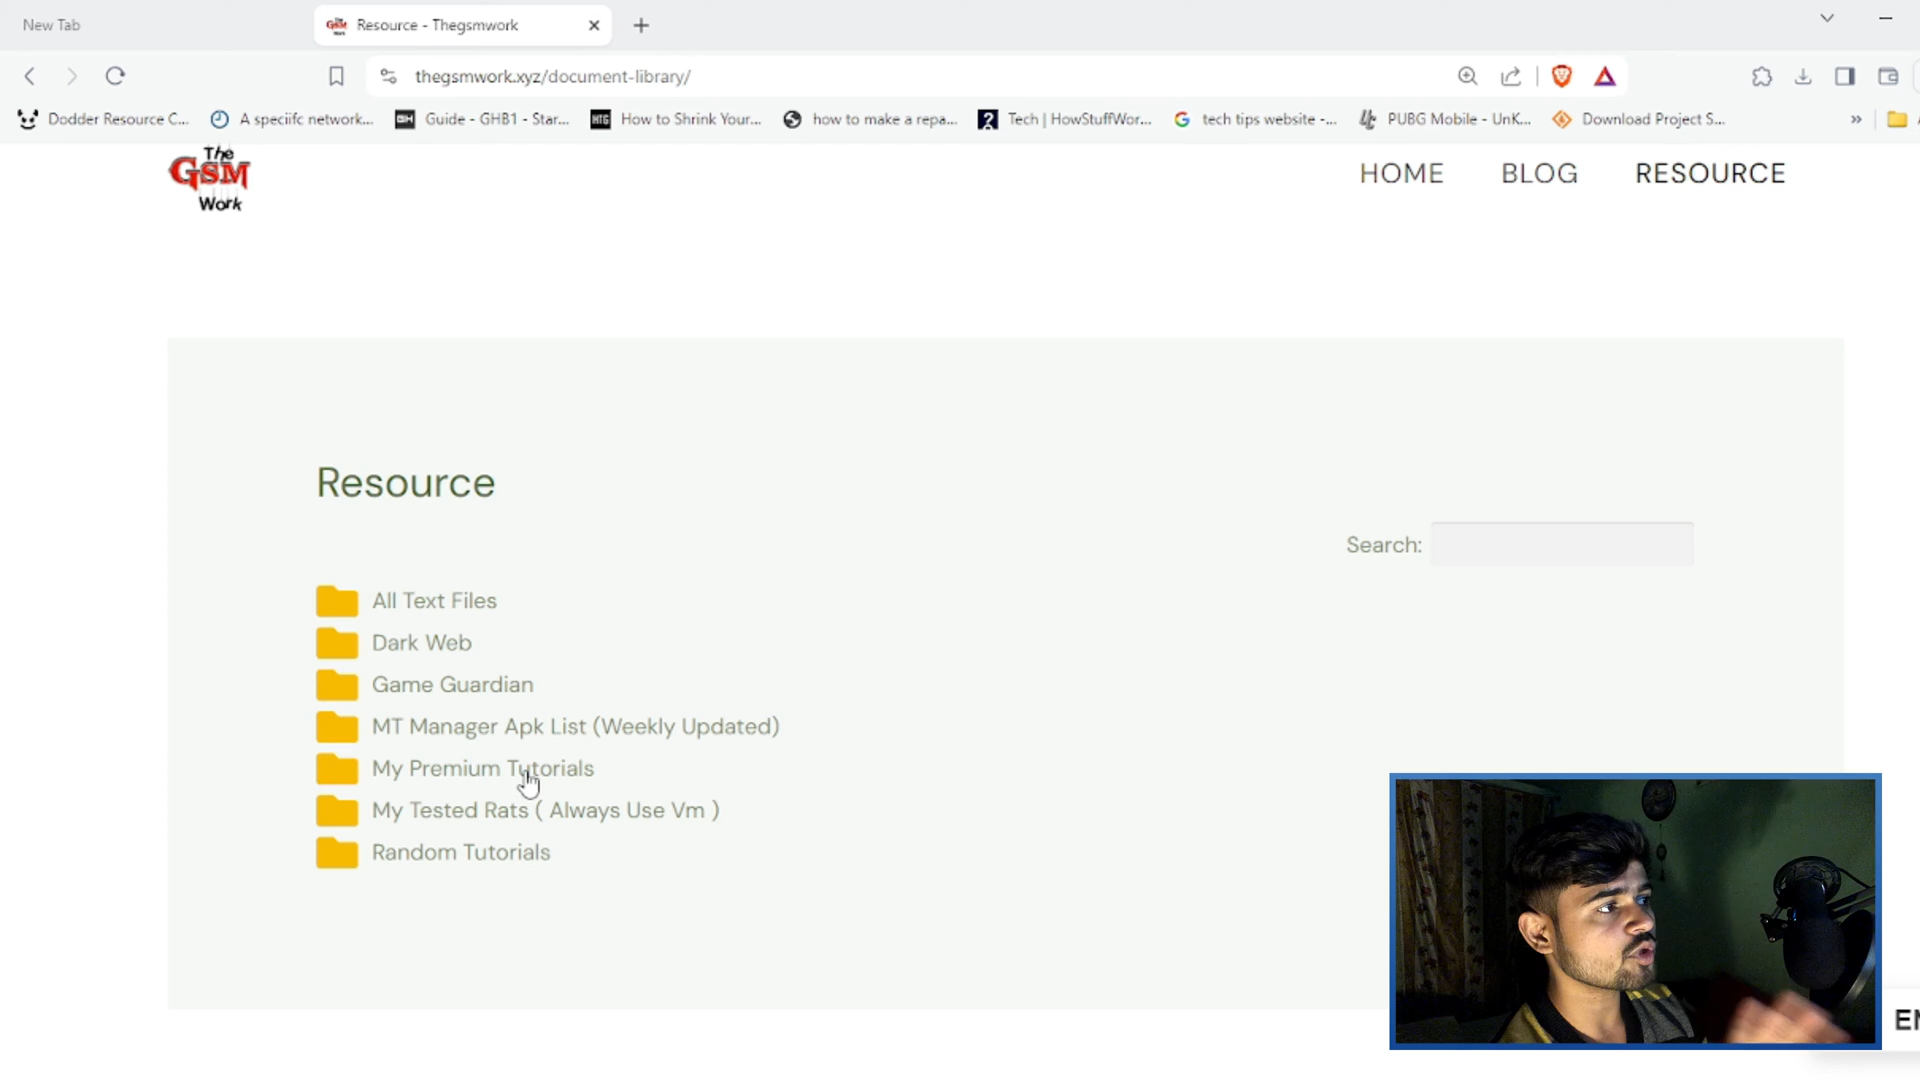 New Tab
Resource - Thegsmwork
thegsmwork.xyz/document-library/
Dodder Resource C... A speciifc network... Guide - GHB1 - Star... How to Shrink Your... how to make a repa... Tech | HowStuffWor... tech tips website -... PUBG Mobile - UnK... Download Project S...
The
GSM
Work
HOME BLOG RESOURCE
Resource
Search:
All Text Files
Dark Web
Game Guardian
MT Manager Apk List (Weekly Updated)
My Premium Tutorials
My Tested Rats ( Always Use Vm )
Random Tutorials